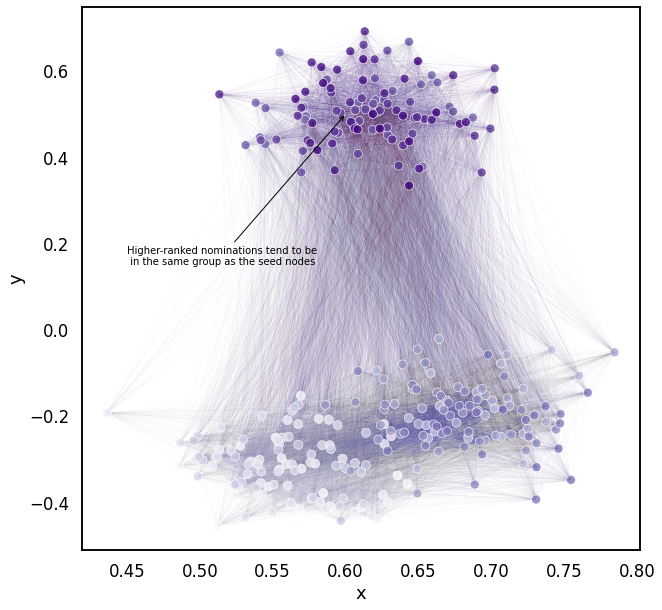 0.6
0.4
0.2
0.0
−0.2
−0.4
y
Higher-ranked nominations tend to be
in the same group as the seed nodes
0.45 0.50 0.55 0.60 0.65 0.70 0.75 0.80
x